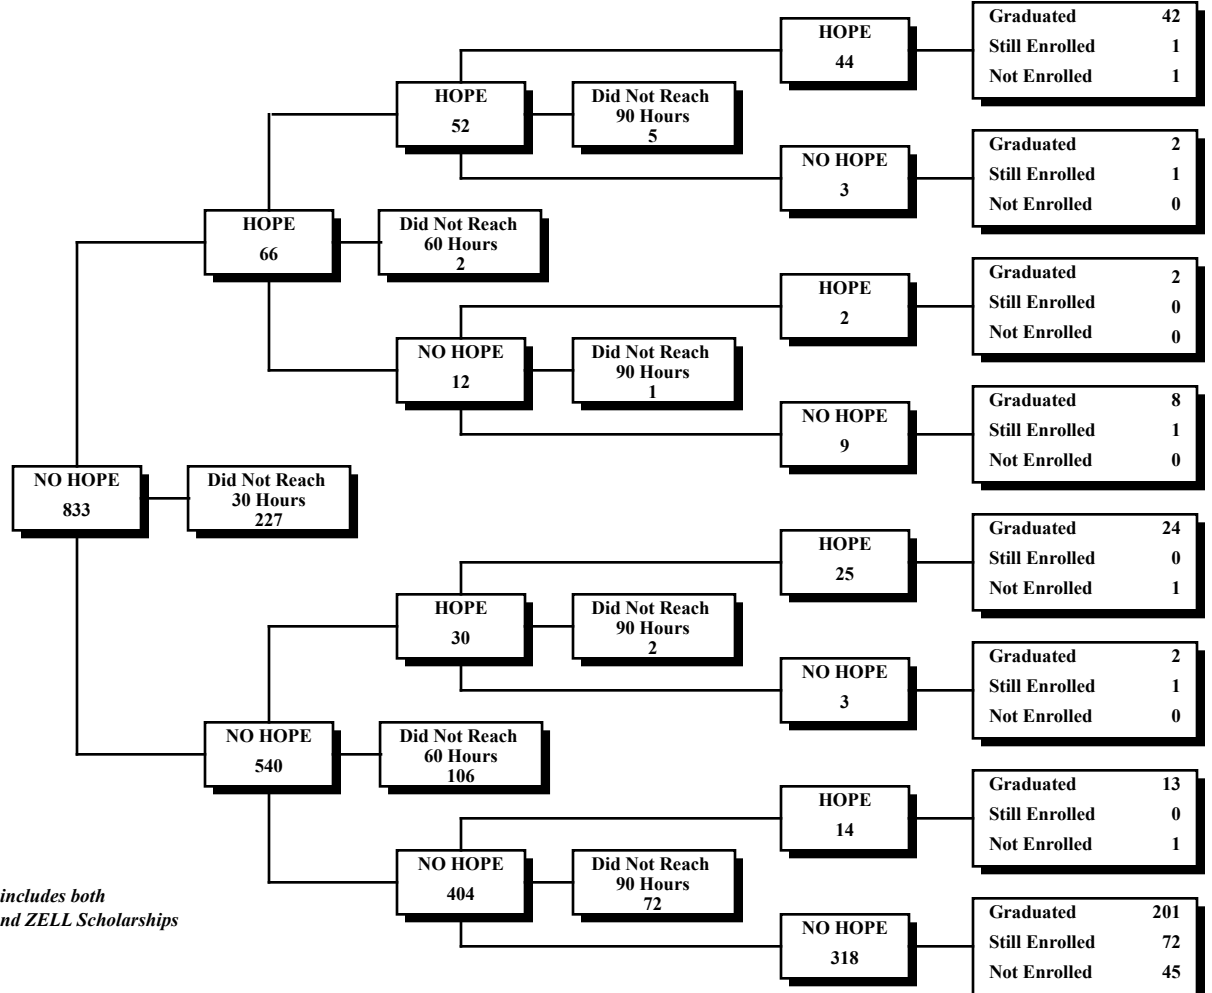 Graduated 42
Still Enrolled 1
Not Enrolled 1
HOPE
44
HOPE
52
Did Not Reach
90 Hours
5
Graduated 2
Still Enrolled 1
Not Enrolled 0
NO HOPE
3
HOPE
66
Did Not Reach
60 Hours
2
Graduated 2
Still Enrolled 0
Not Enrolled 0
HOPE
2
NO HOPE
12
Did Not Reach
90 Hours
1
Graduated 8
Still Enrolled 1
Not Enrolled 0
NO HOPE
9
NO HOPE
833
Did Not Reach
30 Hours
227
Graduated 24
Still Enrolled 0
Not Enrolled 1
HOPE
25
HOPE
30
Did Not Reach
90 Hours
2
Graduated 2
Still Enrolled 1
Not Enrolled 0
NO HOPE
3
NO HOPE
540
Did Not Reach
60 Hours
106
Graduated 13
Still Enrolled 0
Not Enrolled 1
HOPE
14
NO HOPE
404
Did Not Reach
90 Hours
72
includes both
nd ZELL Scholarships
Graduated 201
Still Enrolled 72
Not Enrolled 45
NO HOPE
318